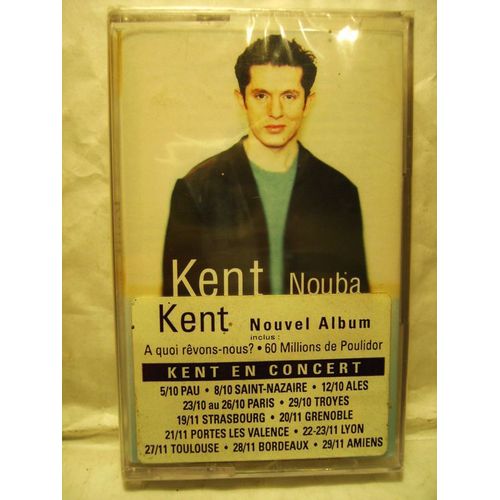 Kent Nouba
Kent Nouvel Album
inclus :
A quoi rêvons-nous? • 60 Millions de Poulidor
KENT EN CONCERT
5/10 PAU • 8/10 SAINT-NAZAIRE • 12/10 ALES
23/10 au 26/10 PARIS • 29/10 TROYES
19/11 STRASBOURG • 20/11 GRENOBLE
21/11 PORTES LES VALENCE • 22-23/11 LYON
27/11 TOULOUSE • 28/11 BORDEAUX • 29/11 AMIENS